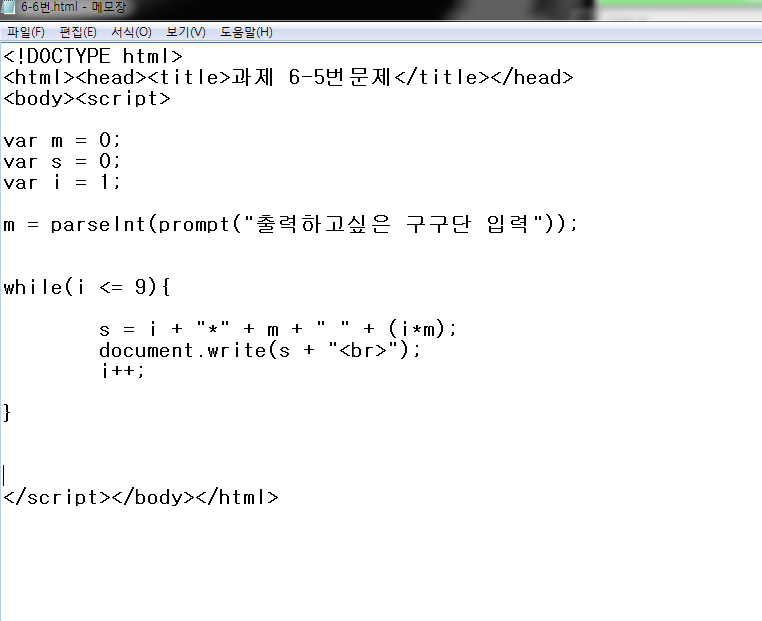 6-6번.html - 메모장
파일(F) 편집(E) 서식(O) 보기(V) 도움말(H)
<!DOCTYPE html>
<html><head><title>과제 6-5번문제</title></head>
<body><script>
var m = 0;
var s = 0;
var i = 1;
m = parseInt(prompt("출력하고싶은 구구단 입력"));
while(i <= 9){
s = i + "*" + m + " " + (i*m);
document.write(s + "<br>");
i++;
}
</script></body></html>